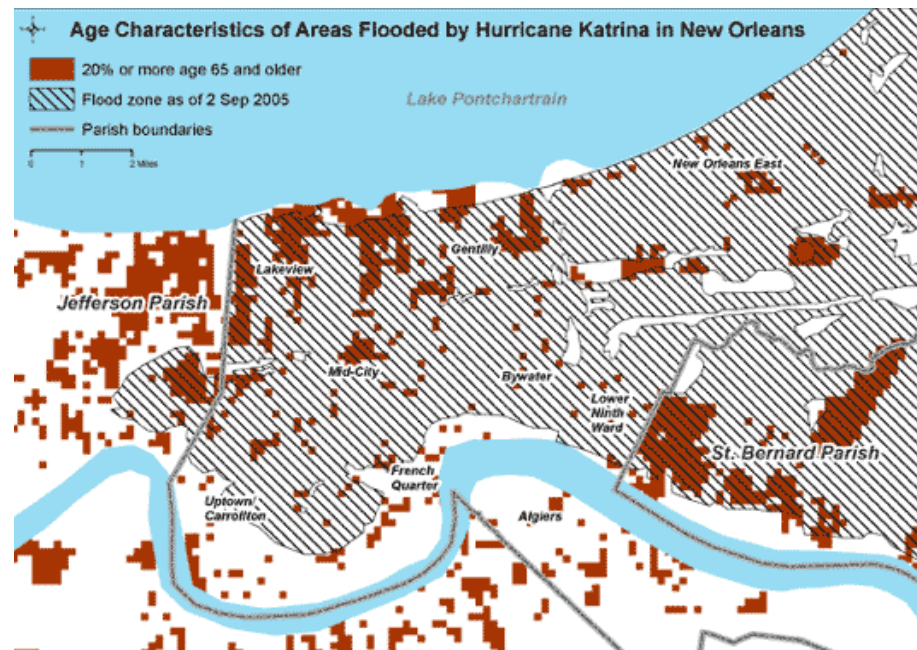 Age Characteristics of Areas Flooded by Hurricane Katrina in New Orleans
20% or more age 65 and older
Flood zone as of 2 Sep 2005
Parish boundaries
0 1 2 Miles
Lake Pontchartrain
New Orleans East
Gentilly
Lakeview
Jefferson Parish
Mid-City
Bywater
Lower
Ninth
Ward
St. Bernard Parish
French
Quarter
Uptown/
Carrollton
Algiers